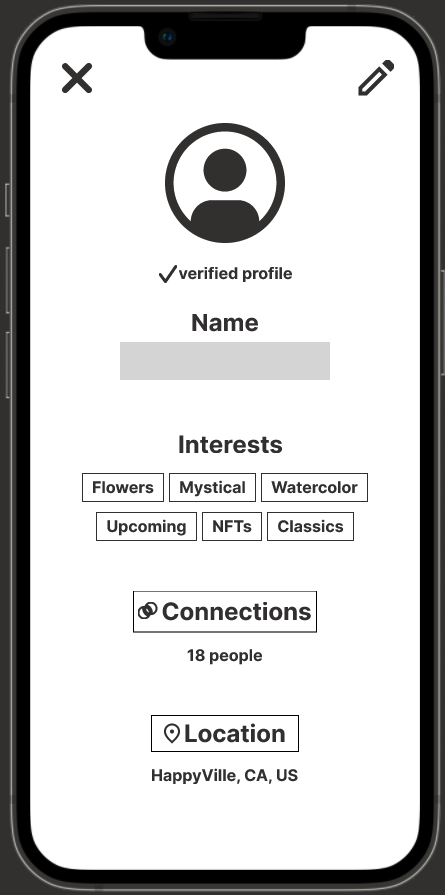 verified profile
Name
Interests
Flowers Mystical Watercolor
Upcoming NFTs Classics
Connections
18 people
Location
HappyVille, CA, US